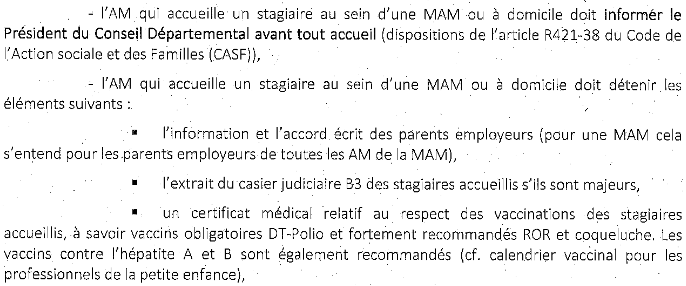 - l'AM qui accueille un stagiaire au sein d'une MAM ou à domicile doit informer le
Président du Conseil Départemental avant tout accueil (dispositions de l'article R421-38 du Code de
l'Action sociale et des Familles (CASF)),
- l'AM qui accueille un stagiaire au sein d'une MAM ou à domicile doit détenir les
éléments suivants :
▪ l'information et l'accord écrit des parents employeurs (pour une MAM cela
s'entend pour les parents employeurs de toutes les AM de la MAM),
▪ l'extrait du casier judiciaire B3 des stagiaires accueillis s'ils sont majeurs,
▪ un certificat médical relatif au respect des vaccinations des stagiaires
accueillis, à savoir vaccins obligatoires DT-Polio et fortement recommandés ROR et coqueluche. Les
vaccins contre l'hépatite A et B sont également recommandés (cf. calendrier vaccinal pour les
professionnels de la petite enfance),